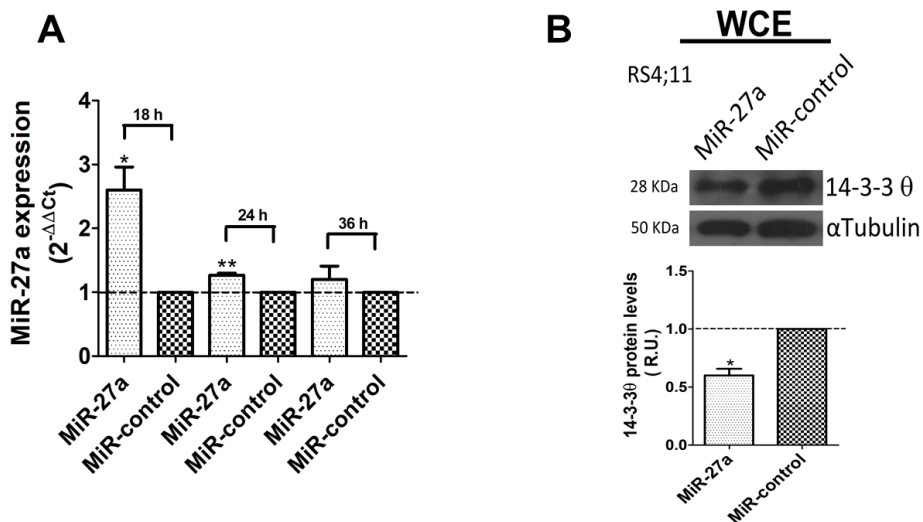 A
MiR-27a expression
(2-ΔΔCt)
4
3
2
1
0
18 h
24 h
36 h
*
**
MiR-27a
MiR-control
MiR-27a
MiR-control
MiR-27a
MiR-control
B
WCE
RS4;11
MiR-27a
MiR-control
28 KDa
14-3-3 θ
50 KDa
αTubulin
14-3-3θ protein levels
( R.U.)
1.5
1.0
0.5
0.0
*
MiR-27a
MiR-control